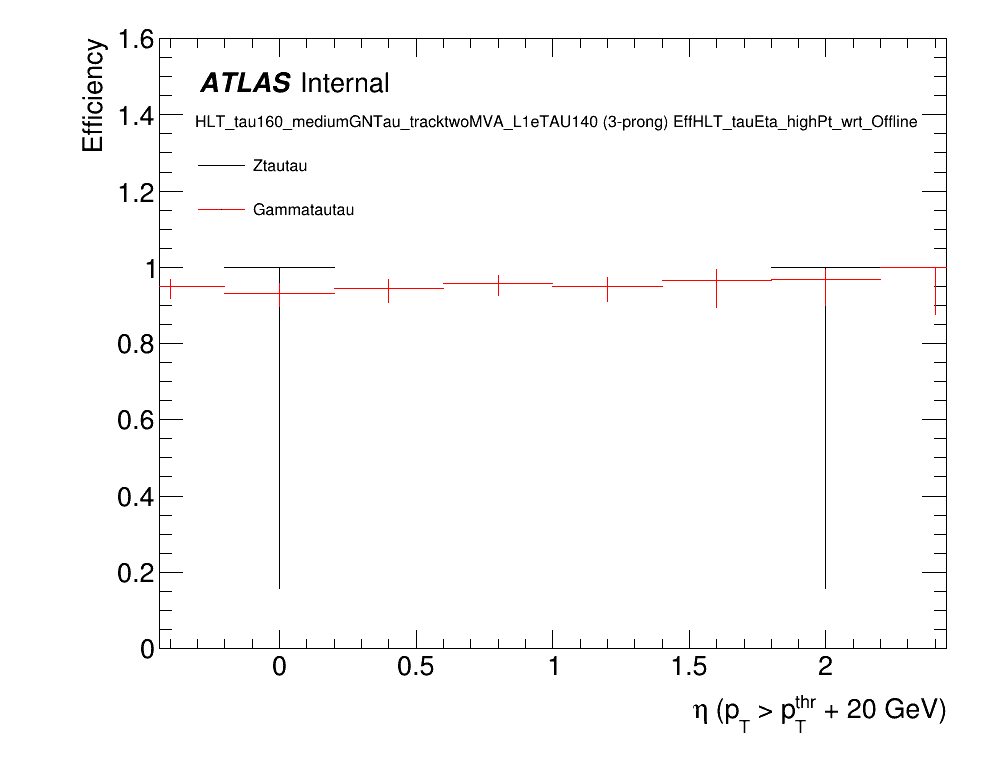 Efficiency
ATLAS Internal
HLT_tau160_mediumGNTau_tracktwoMVA_L1eTAU140 (3-prong) EffHLT_tauEta_highPt_wrt_Offline
Ztautau
Gammatautau
1.6
1.4
1.2
1
0.8
0.6
0.4
0.2
0
0 0.5 1 1.5 2
η (p_T > p_T^thr + 20 GeV)